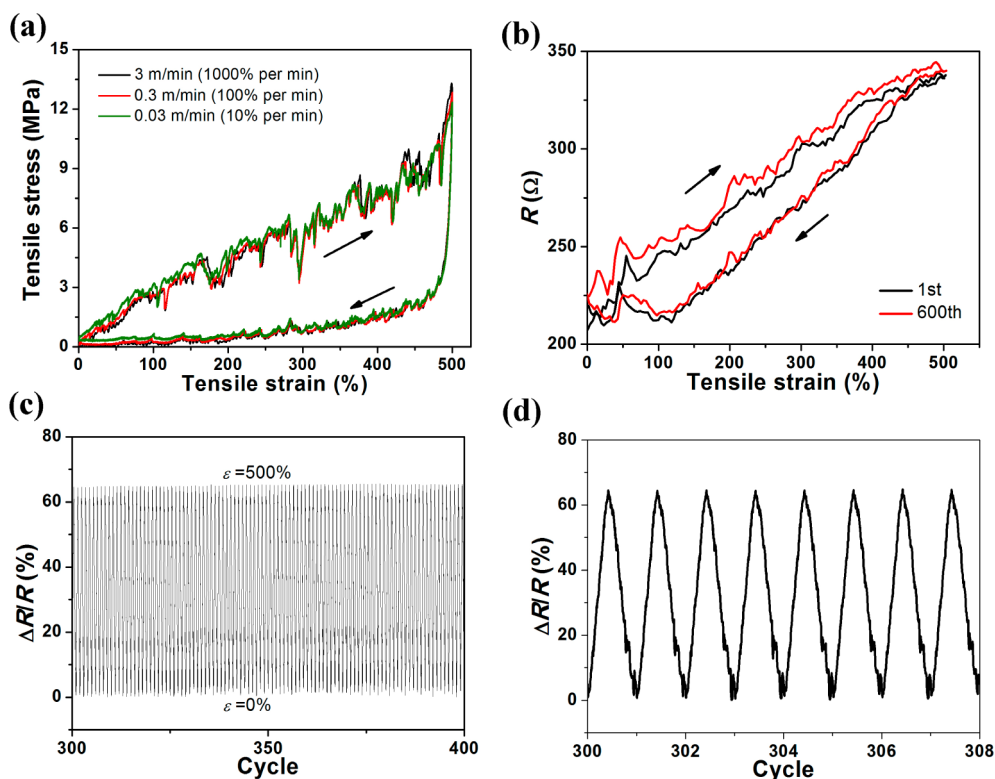 (a)
15
12
9
6
3
0
Tensile stress (MPa)
3 m/min (1000% per min)
0.3 m/min (100% per min)
0.03 m/min (10% per min)
0 100 200 300 400 500
Tensile strain (%)
(b)
350
300
250
200
R (Ω)
1st
600th
0 100 200 300 400 500
Tensile strain (%)
(c)
80
60
40
20
0
ΔR/R (%)
ε =500%
ε =0%
300 350 400
Cycle
(d)
80
60
40
20
0
ΔR/R (%)
300 302 304 306 308
Cycle